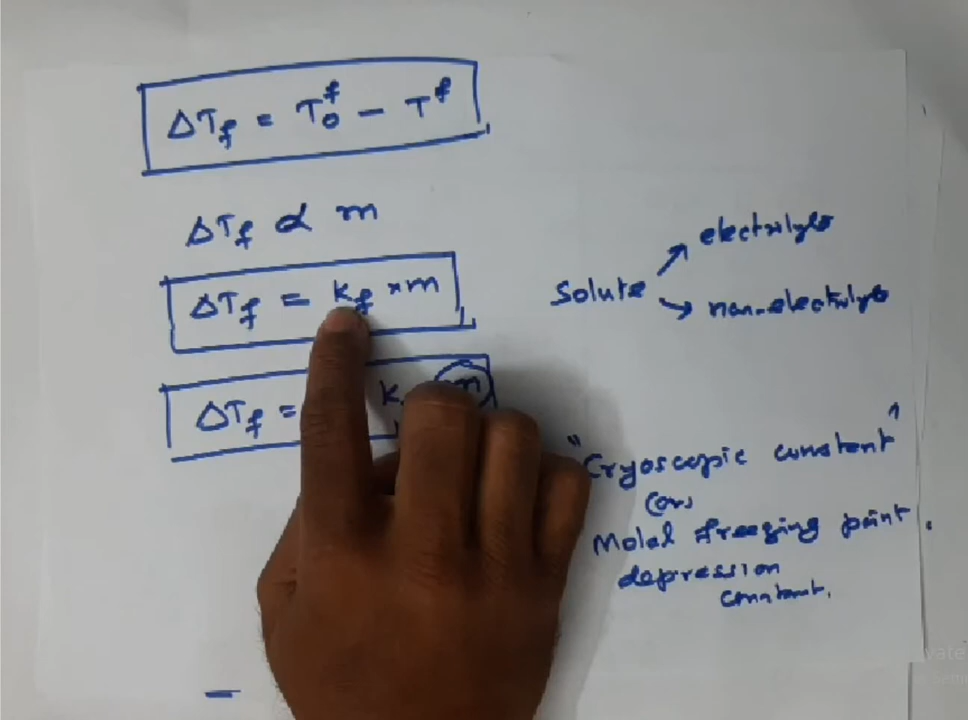 ΔTf = T₀ᶠ − Tᶠ
ΔTf α m
ΔTf = kf × m
ΔTf = k m
Solute
electrolyte
non-electrolyte
"Cryoscopic constant"
(or)
Molal freezing point
depression
constant.